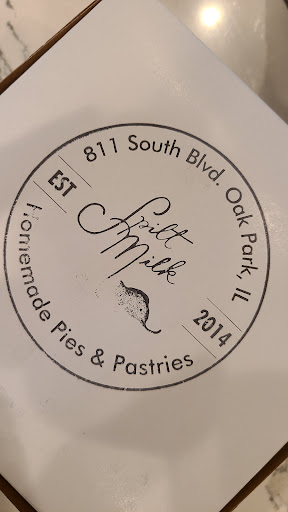 811 South Blvd. Oak Park, IL
EST
Spilt
Milk
2014
Homemade Pies & Pastries